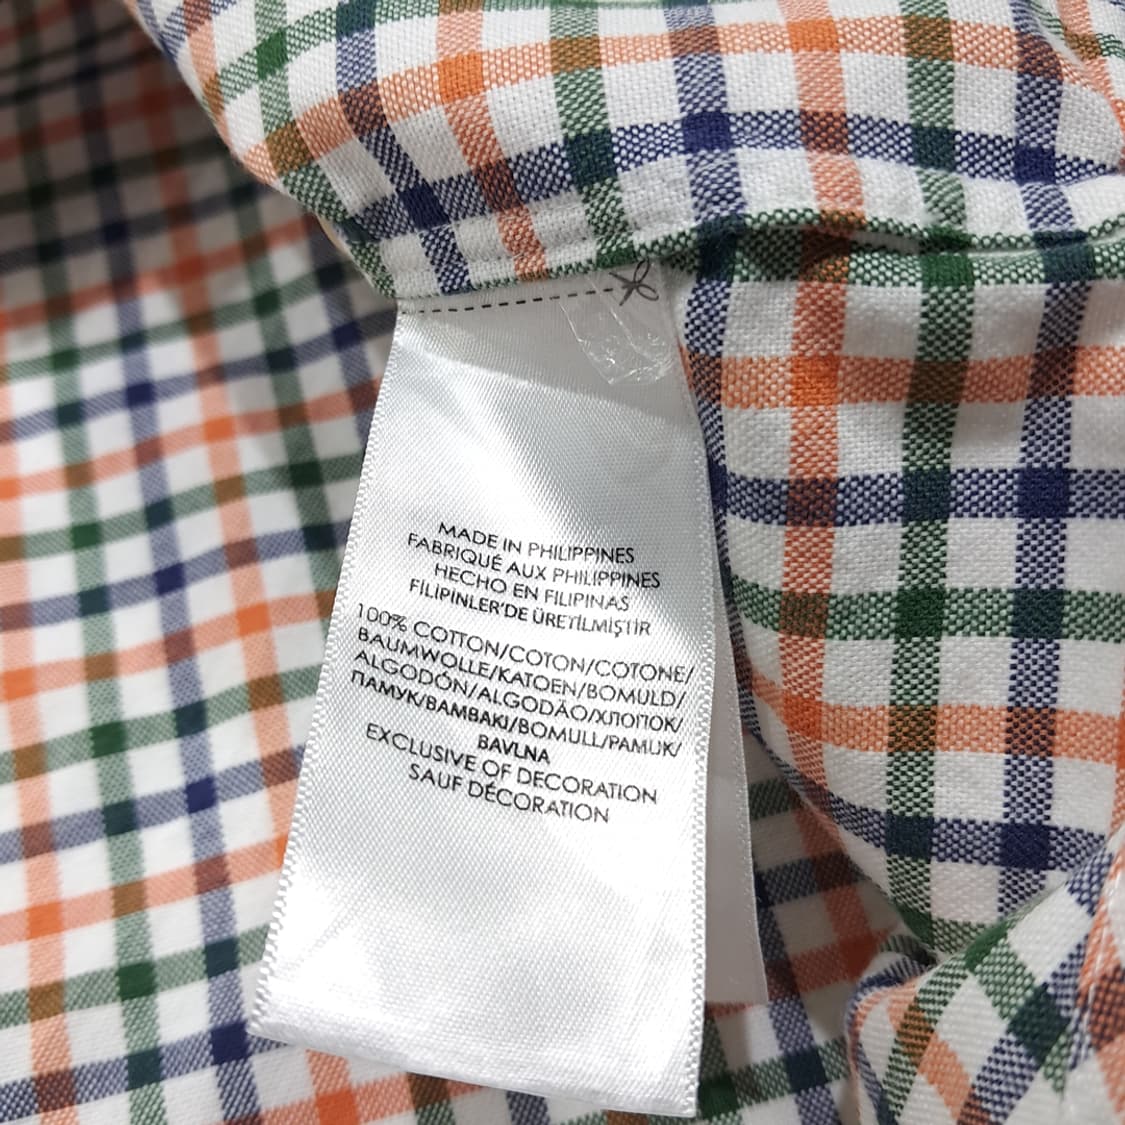 MADE IN PHILIPPINES
FABRIQUÉ AUX PHILIPPINES
HECHO EN FILIPINAS
FİLİPİNLER'DE ÜRETİLMİŞTİR
100% COTTON/COTON/COTONE/
BAUMWOLLE/KATOEN/BOMULD/
ALGODÓN/ALGODÃO/ХЛОПОК/
ПАМУК/ΒΑΜΒΑΚΙ/BOMULL/PAMUK/
BAVLNA
EXCLUSIVE OF DECORATION
SAUF DÉCORATION